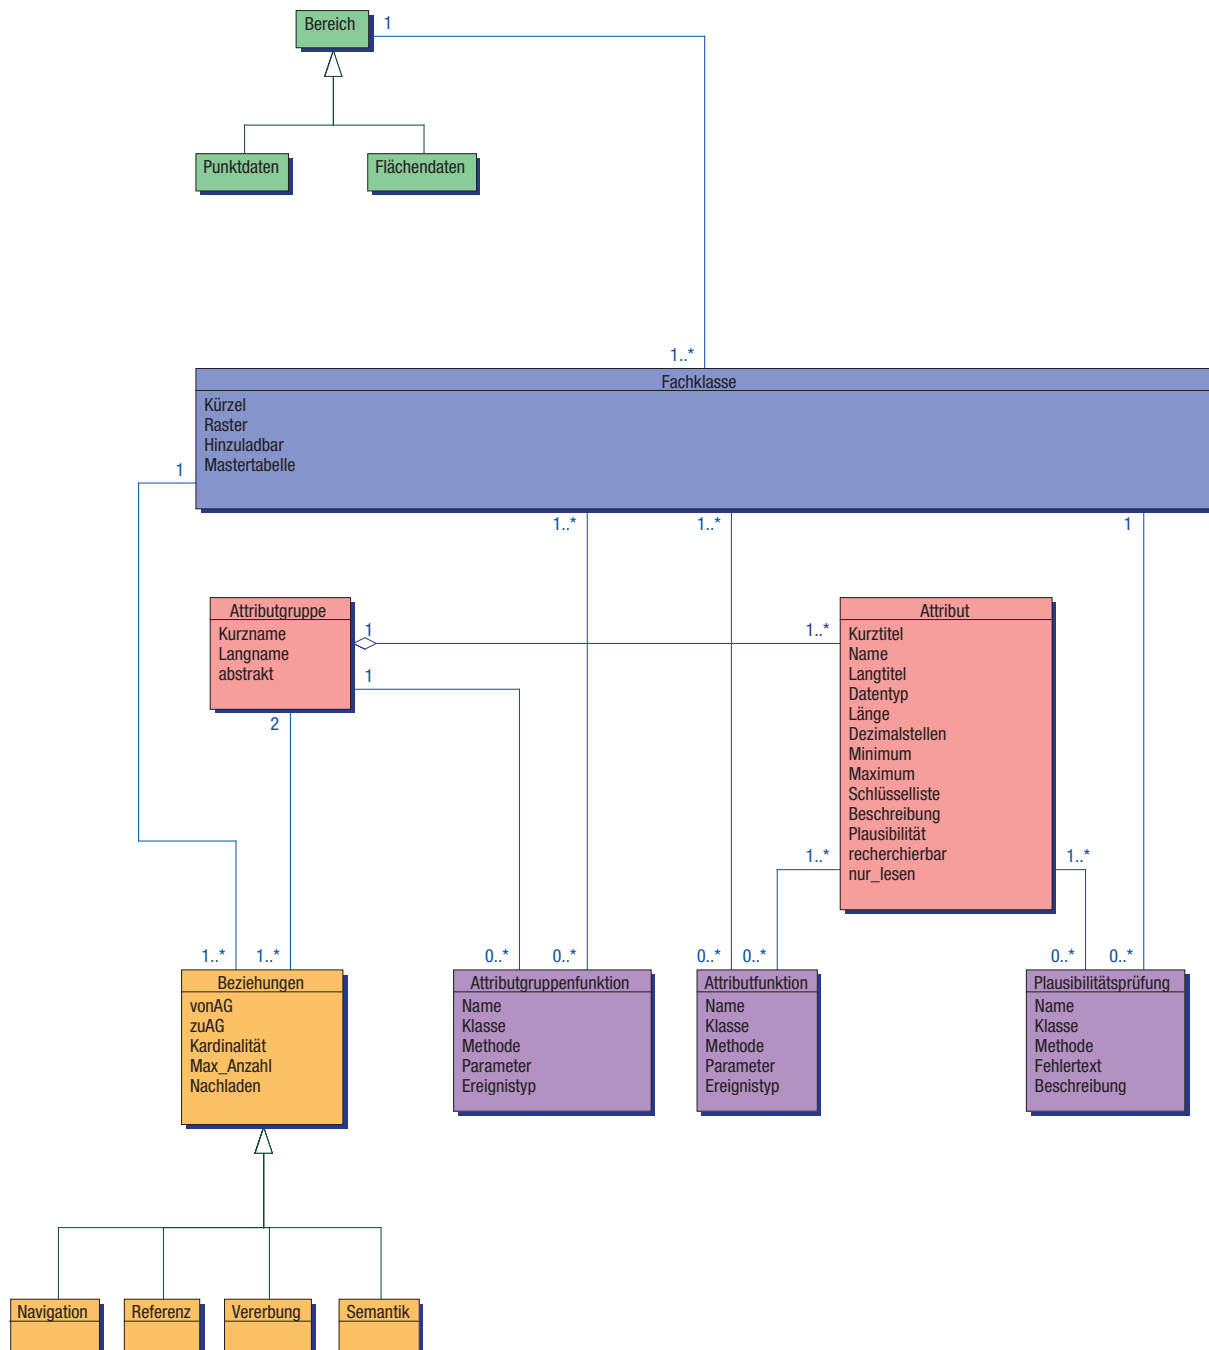 Bereich
1
Punktdaten
Flächendaten
1..*
Fachklasse
Kürzel
Raster
Hinzuladbar
Mastertabelle
1
1..*
1..*
1
Attributgruppe
Kurzname
Langname
abstrakt
1
1
2
1..*
Attribut
Kurztitel
Name
Langtitel
Datentyp
Länge
Dezimalstellen
Minimum
Maximum
Schlüsselliste
Beschreibung
Plausibilität
recherchierbar
nur_lesen
1..*
1..*
1..*
1..*
0..*
0..*
0..*
0..*
0..*
0..*
Beziehungen
vonAG
zuAG
Kardinalität
Max_Anzahl
Nachladen
Attributgruppenfunktion
Name
Klasse
Methode
Parameter
Ereignistyp
Attributfunktion
Name
Klasse
Methode
Parameter
Ereignistyp
Plausibilitätsprüfung
Name
Klasse
Methode
Fehlertext
Beschreibung
Navigation
Referenz
Vererbung
Semantik